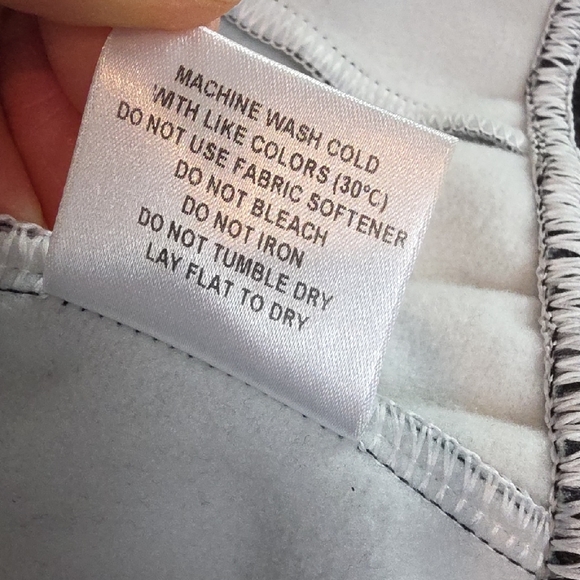 MACHINE WASH COLD
WITH LIKE COLORS (30°C)
DO NOT USE FABRIC SOFTENER
DO NOT BLEACH
DO NOT IRON
DO NOT TUMBLE DRY
LAY FLAT TO DRY